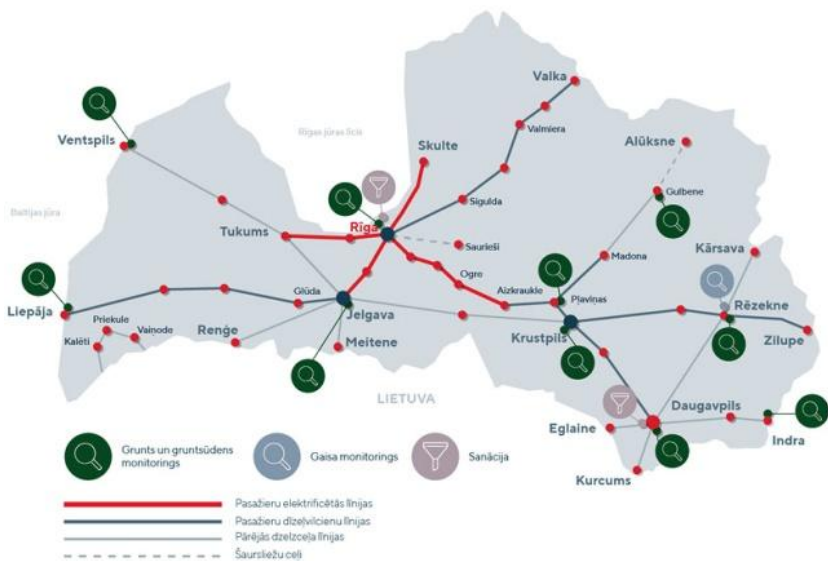 Valka
Ventspils
Rīgas jūras līcis
Skulte
Valmiera
Alūksne
Baltijas jūra
Sigulda
Gulbene
Rīga
Tukums
Saurieši
Kārsava
Madona
Ogre
Aizkraukle
Glūda
Pļaviņas
Liepāja
Jelgava
Rēzekne
Priekule
Kalēti
Vaiņode
Reņģe
Meitene
Krustpils
Zilupe
LIETUVA
Daugavpils
Eglaine
Indra
Kurcums
Grunts un gruntsūdens
monitorings
Gaisa monitorings
Sanācija
Pasažieru elektrificētās līnijas
Pasažieru dīzeļvilcienu līnijas
Pārējās dzelzceļa līnijas
Šaursliežu ceļi